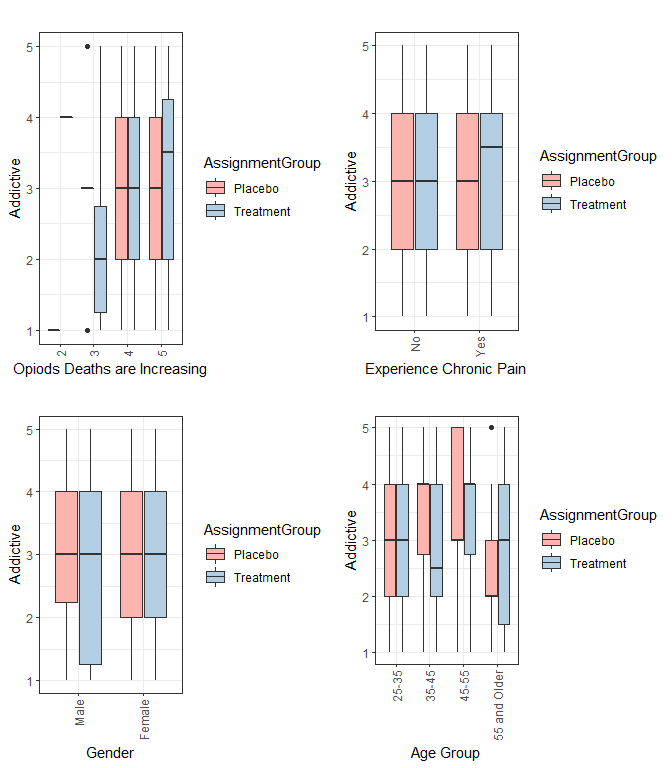 Addictive
5
4
3
2
1
2
3
4
5
Opiods Deaths are Increasing
AssignmentGroup
Placebo
Treatment
Addictive
5
4
3
2
1
No
Yes
Experience Chronic Pain
AssignmentGroup
Placebo
Treatment
Addictive
5
4
3
2
1
Male
Female
Gender
AssignmentGroup
Placebo
Treatment
Addictive
5
4
3
2
1
25-35
35-45
45-55
55 and Older
Age Group
AssignmentGroup
Placebo
Treatment